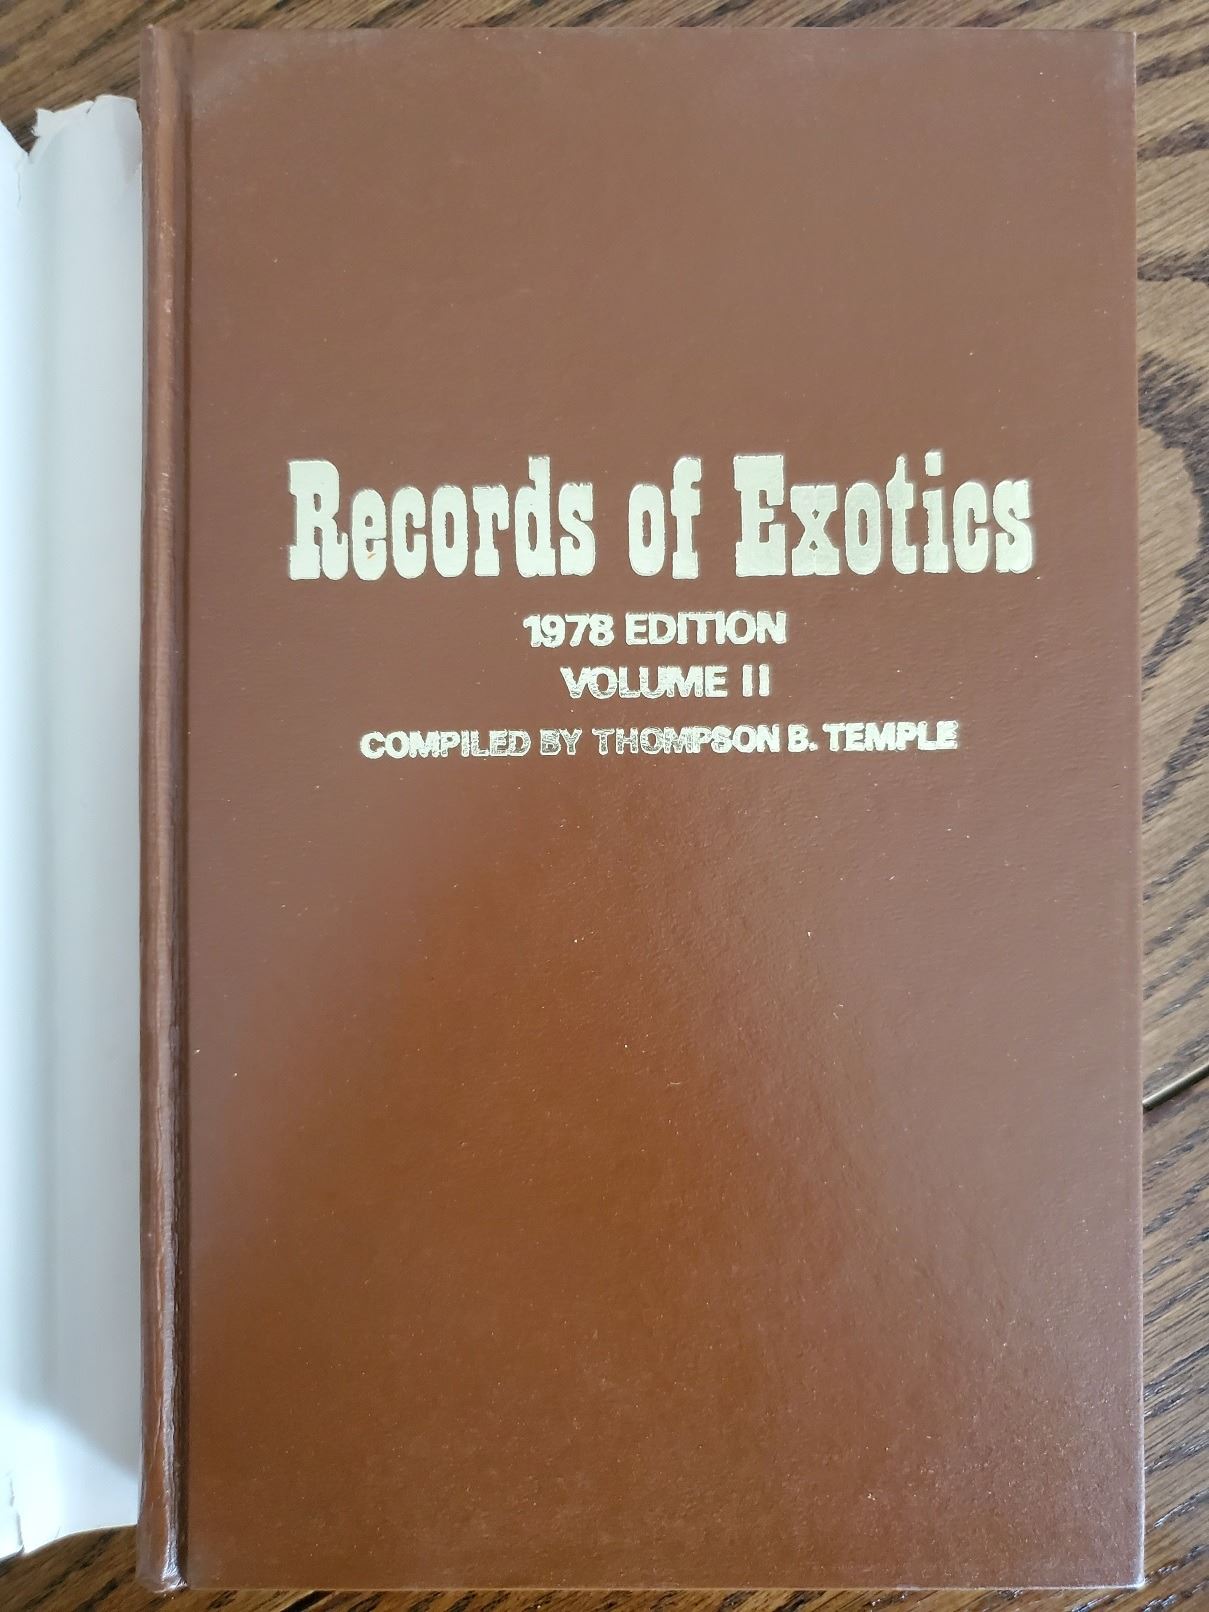 Records of Exotics
1978 EDITION
VOLUME II
COMPILED BY THOMPSON B. TEMPLE